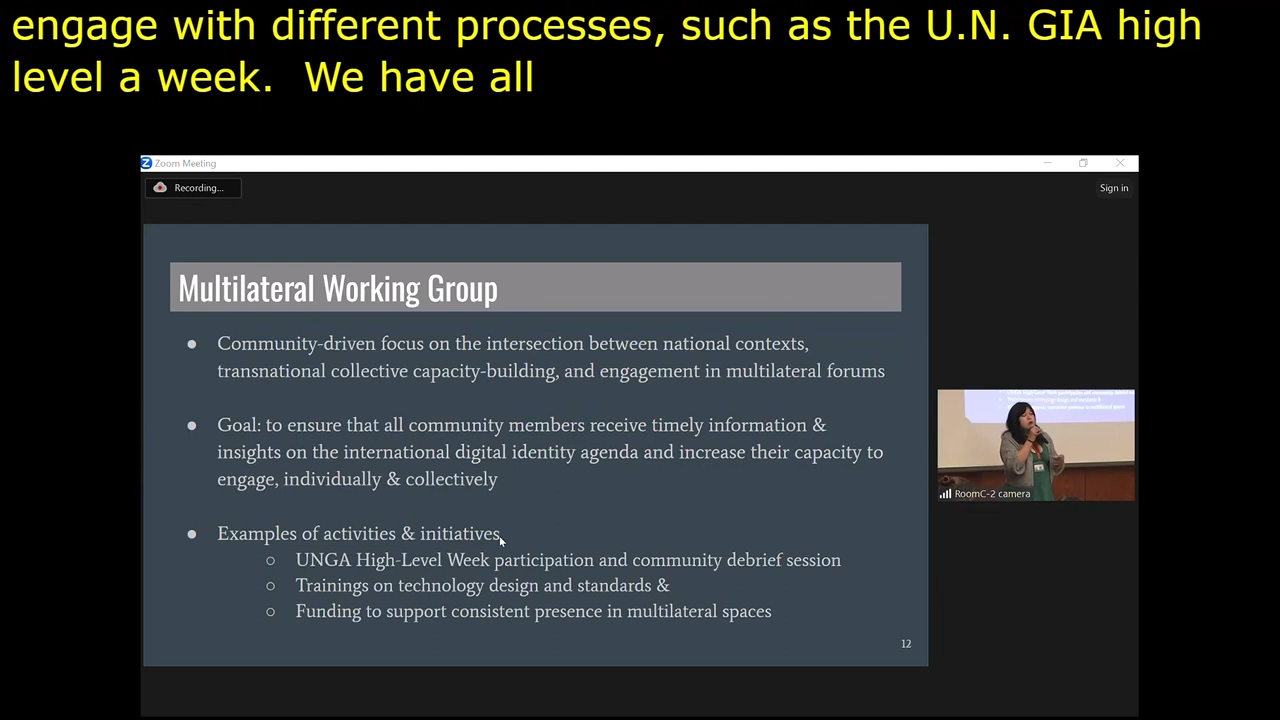 engage with different processes, such as the U.N. GIA high
level a week.  We have all
Zoom Meeting
Recording...
Sign in
Multilateral Working Group
● Community-driven focus on the intersection between national contexts,
transnational collective capacity-building, and engagement in multilateral forums
● Goal: to ensure that all community members receive timely information &
insights on the international digital identity agenda and increase their capacity to
engage, individually & collectively
● Examples of activities & initiatives
○ UNGA High-Level Week participation and community debrief session
○ Trainings on technology design and standards &
○ Funding to support consistent presence in multilateral spaces
12
RoomC-2 camera